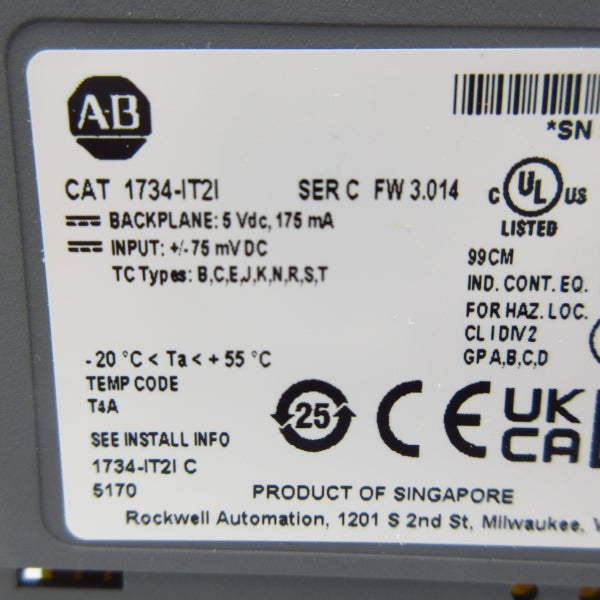 AB
*SN
CAT 1734-IT2I SER C FW 3.014
BACKPLANE: 5 Vdc, 175 mA
INPUT: +/- 75 mV DC
TC Types: B,C,E,J,K,N,R,S,T
C UL US
LISTED
99CM
IND. CONT. EQ.
FOR HAZ. LOC.
CL I DIV 2
GP A,B,C,D
-20 °C < Ta < + 55 °C
TEMP CODE
T4A
SEE INSTALL INFO
1734-IT2I C
5170
25
CE
UK
CA
PRODUCT OF SINGAPORE
Rockwell Automation, 1201 S 2nd St, Milwaukee,